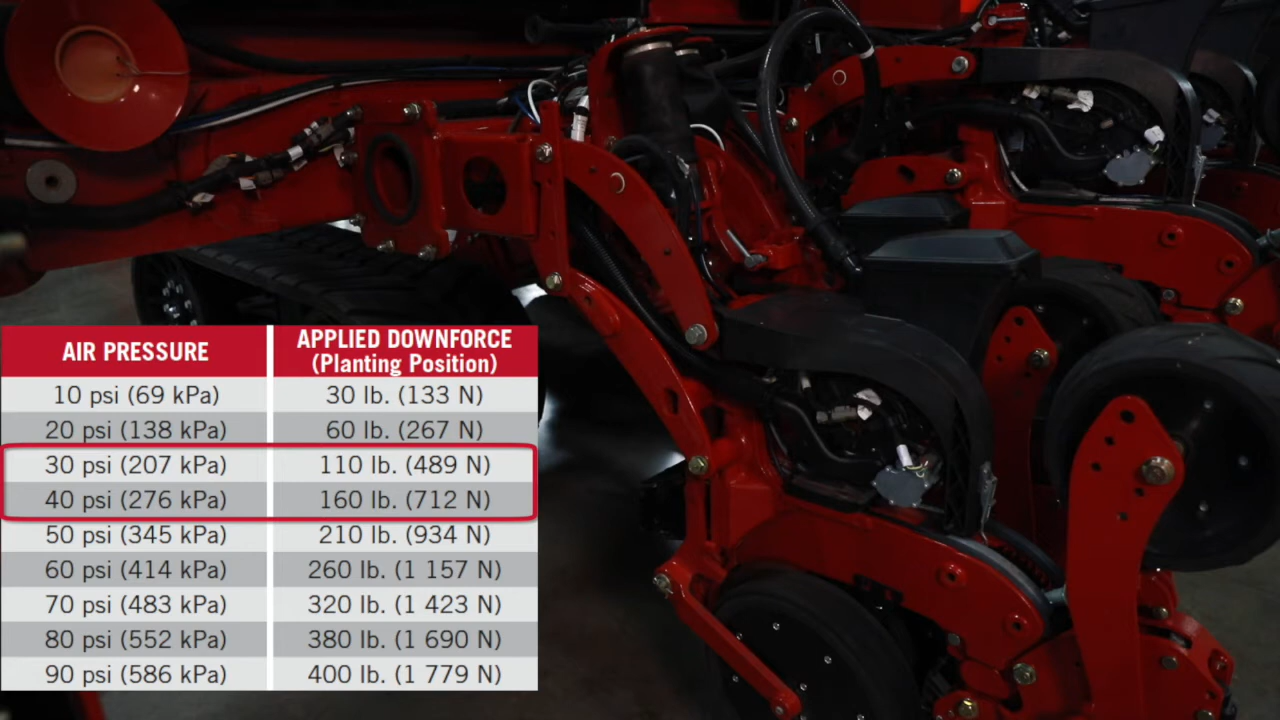 AIR PRESSURE APPLIED DOWNFORCE
(Planting Position)
10 psi (69 kPa) 30 lb. (133 N)
20 psi (138 kPa) 60 lb. (267 N)
30 psi (207 kPa) 110 lb. (489 N)
40 psi (276 kPa) 160 lb. (712 N)
50 psi (345 kPa) 210 lb. (934 N)
60 psi (414 kPa) 260 lb. (1 157 N)
70 psi (483 kPa) 320 lb. (1 423 N)
80 psi (552 kPa) 380 lb. (1 690 N)
90 psi (586 kPa) 400 lb. (1 779 N)